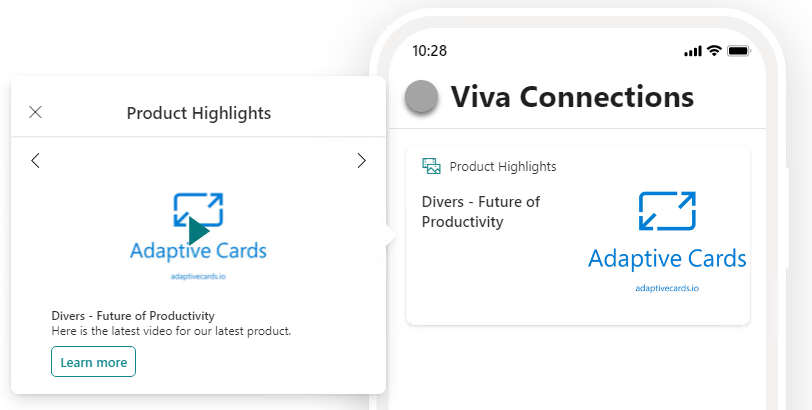 Product Highlights
Adaptive Cards
adaptivecards.io
Divers - Future of Productivity
Here is the latest video for our latest product.
Learn more
10:28
Viva Connections
Product Highlights
Divers - Future of
Productivity
Adaptive Cards
adaptivecards.io